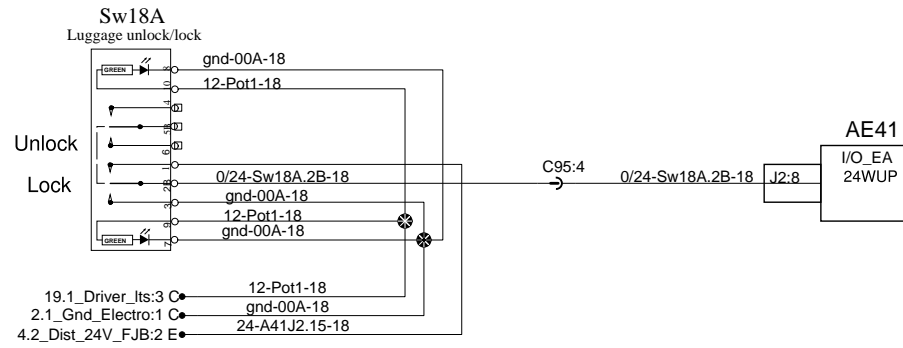 Sw18A
Luggage unlock/lock
gnd-00A-18
GREEN
8
12-Pot1-18
10
4
5B
Unlock
6
AE41
1
C95:4
I/O_EA
24WUP
Lock
2B
0/24-Sw18A.2B-18
0/24-Sw18A.2B-18
J2:8
3
gnd-00A-18
9
12-Pot1-18
gnd-00A-18
GREEN
7
19.1_Driver_lts:3 C
12-Pot1-18
2.1_Gnd_Electro:1 C
gnd-00A-18
4.2_Dist_24V_FJB:2 E
24-A41J2.15-18